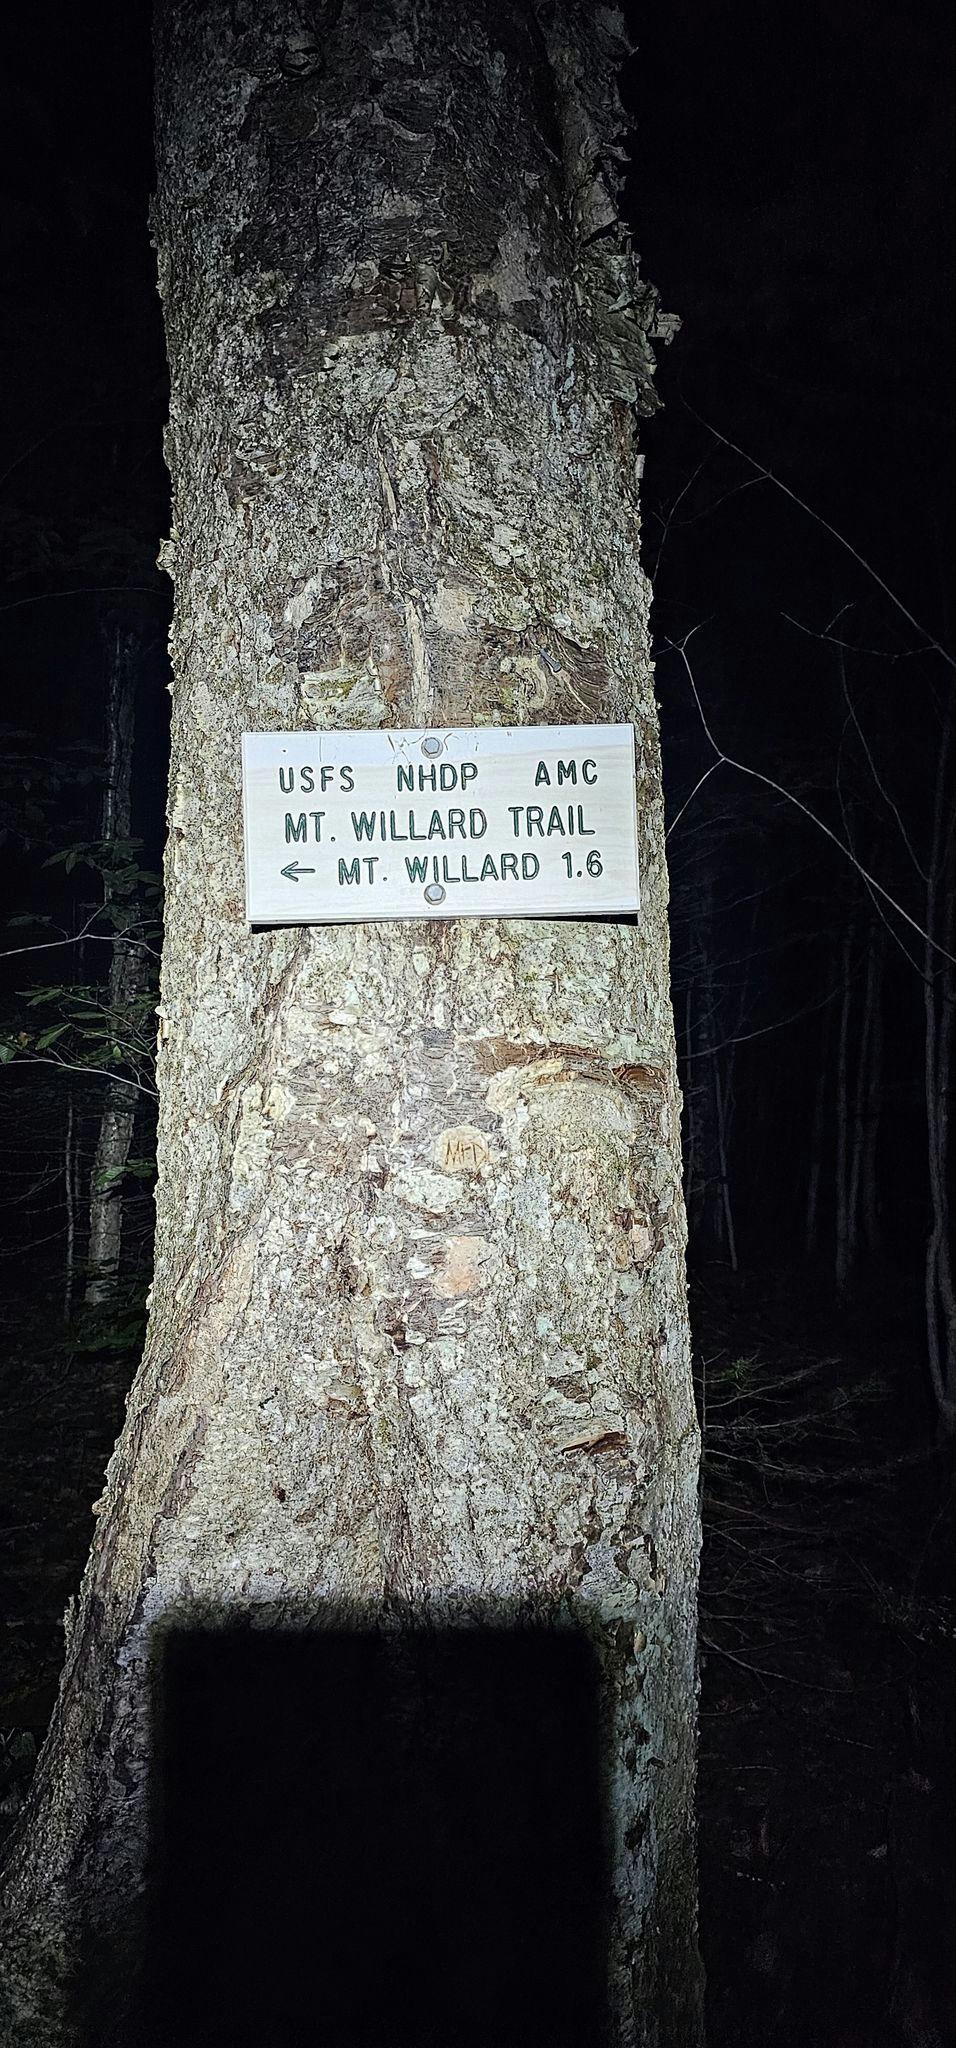 USFS NHDP AMC
MT. WILLARD TRAIL
← MT. WILLARD 1.6